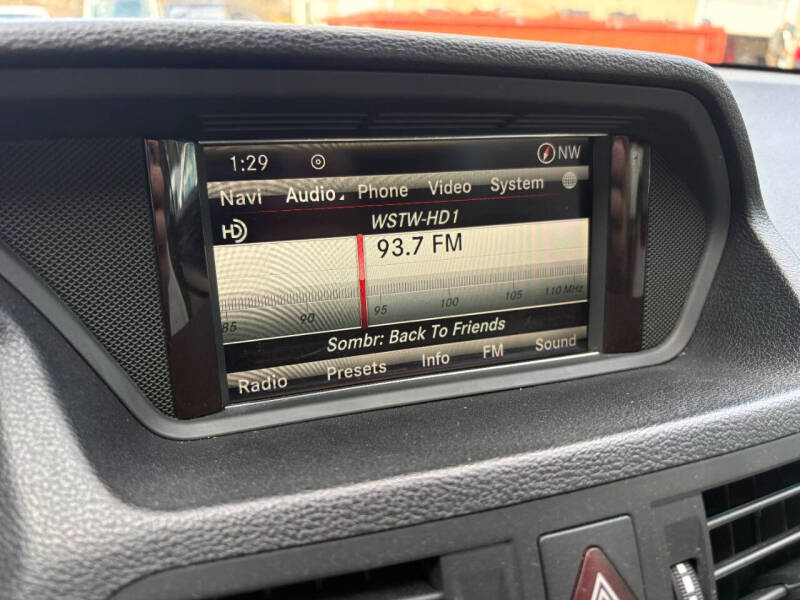 1:29 NW
Navi Audio Phone Video System
HD WSTW-HD1
93.7 FM
85 90 95 100 105 110 MHz
Sombr: Back To Friends
Radio Presets Info FM Sound